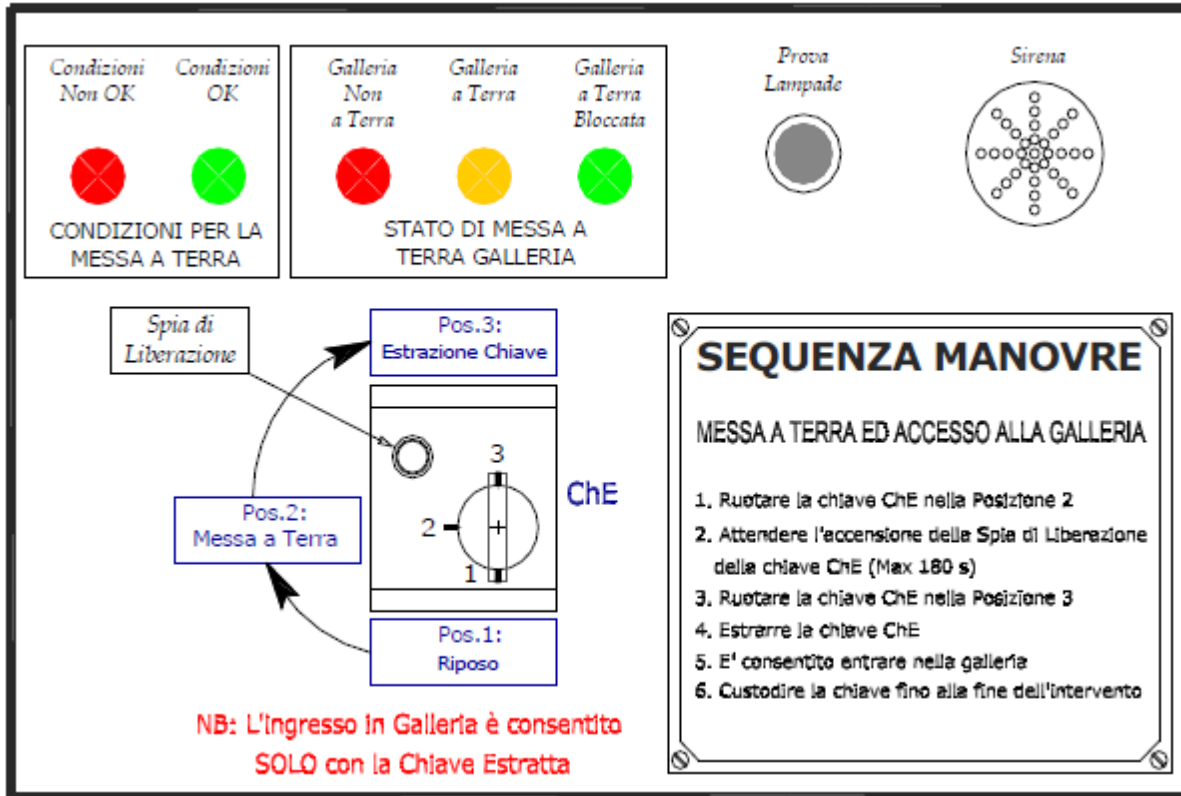 Condizioni
Non OK
Condizioni
OK
CONDIZIONI PER LA
MESSA A TERRA
Galleria
Non
a Terra
Galleria
a Terra
Galleria
a Terra
Bloccata
STATO DI MESSA A
TERRA GALLERIA
Prova
Lampade
Sirena
Spia di
Liberazione
Pos.3:
Estrazione Chiave
3
ChE
2
Pos.2:
Messa a Terra
1
Pos.1:
Riposo
NB: L'ingresso in Galleria è consentito
SOLO con la Chiave Estratta
SEQUENZA MANOVRE
MESSA A TERRA ED ACCESSO ALLA GALLERIA
1. Ruotare la chiave ChE nella Posizione 2
2. Attendere l'accensione della Spia di Liberazione
della chiave ChE (Max 180 s)
3. Ruotare la chiave ChE nella Posizione 3
4. Estrarre la chiave ChE
5. E' consentito entrare nella galleria
6. Custodire la chiave fino alla fine dell'intervento